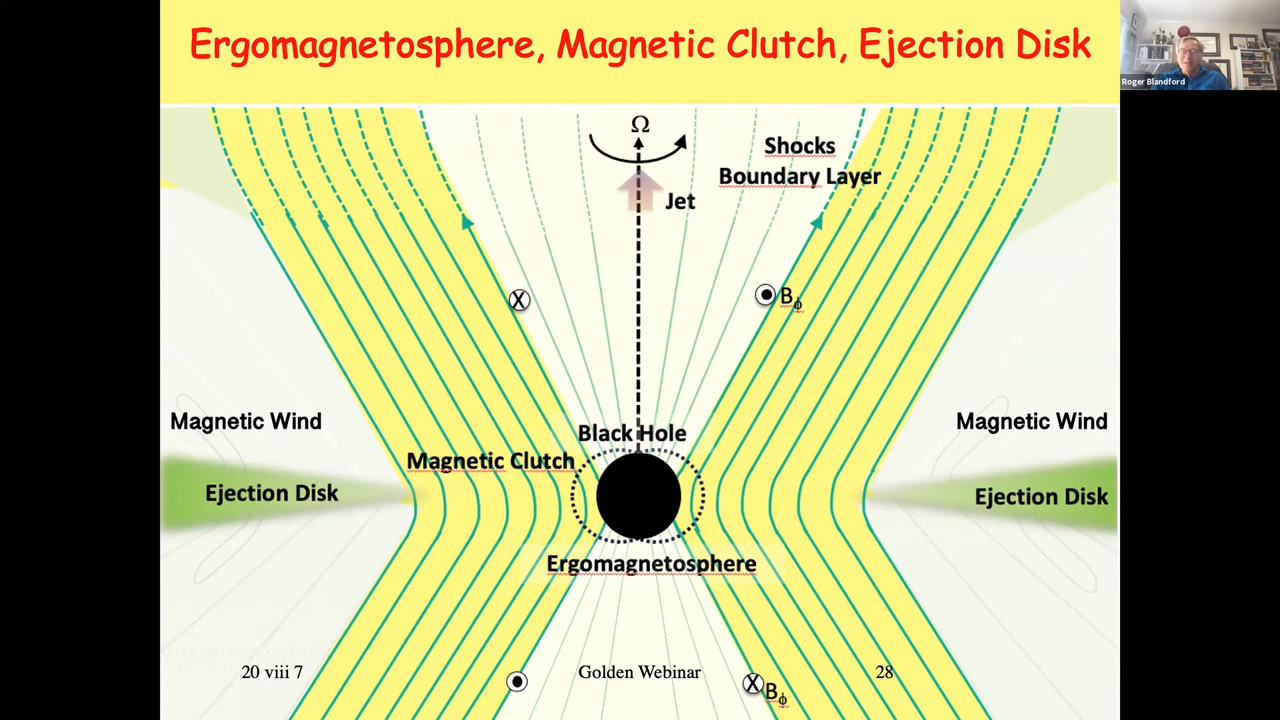 Ergomagnetosphere, Magnetic Clutch, Ejection Disk
Roger Blandford
Ω
Shocks
Boundary Layer
Jet
X
Bϕ
Magnetic Wind
Magnetic Wind
Black Hole
Magnetic Clutch
Ejection Disk
Ejection Disk
Ergomagnetosphere
20 viii 7
Golden Webinar
28
X
Bϕ